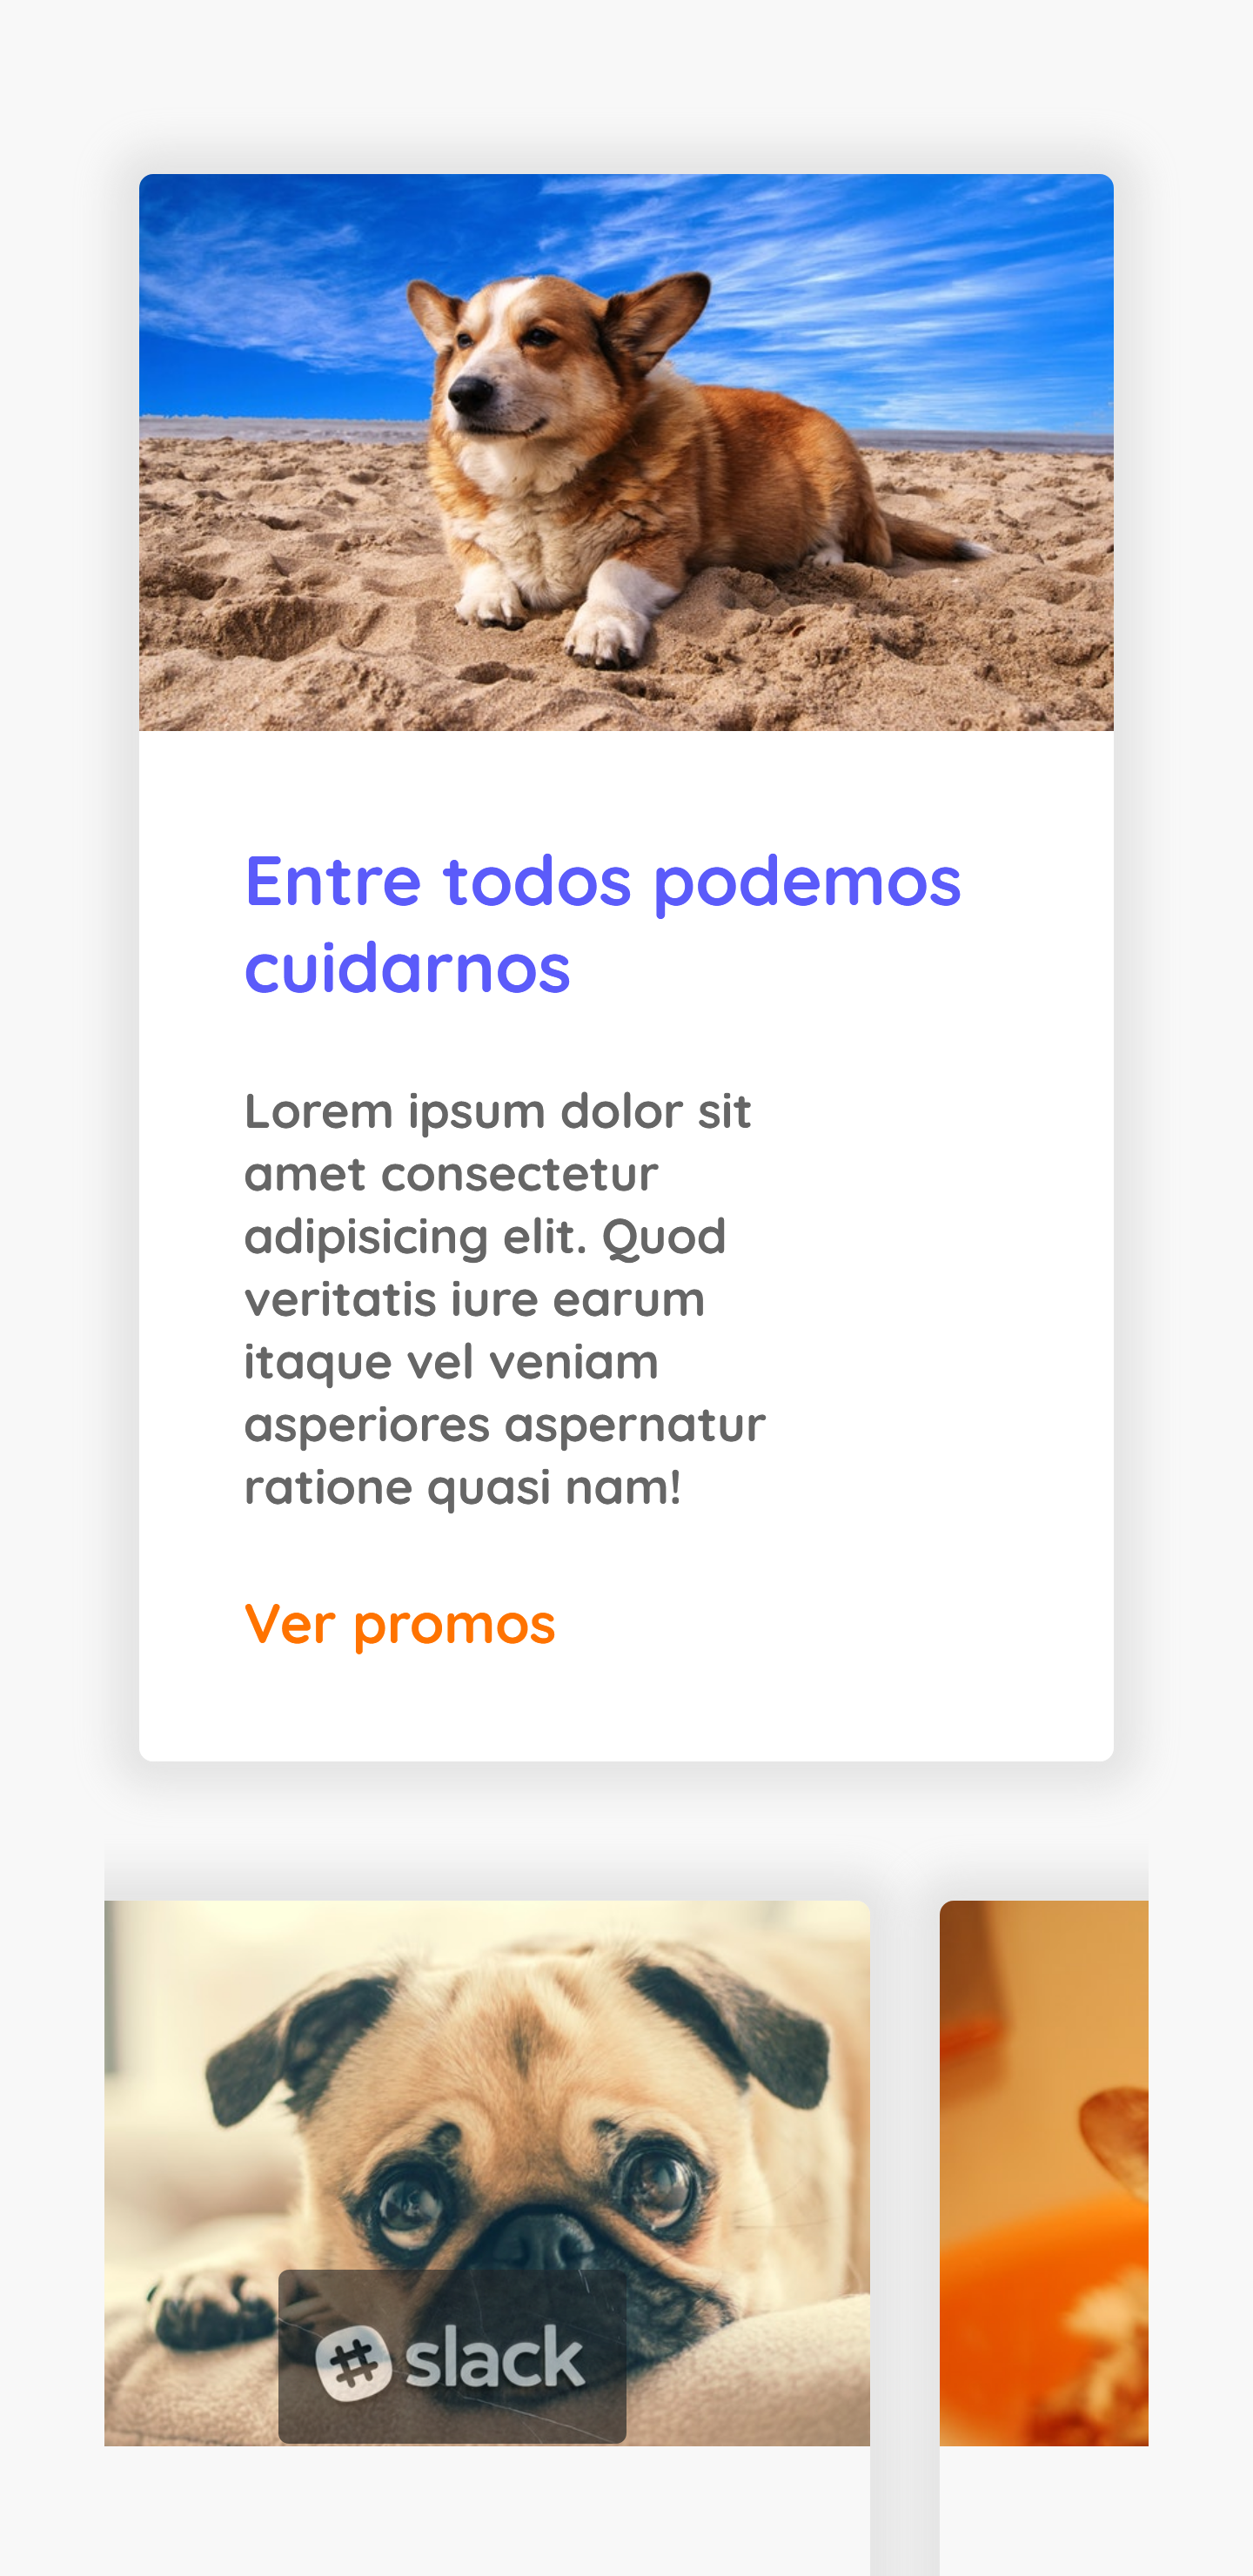 Entre todos podemos
cuidarnos
Lorem ipsum dolor sit
amet consectetur
adipisicing elit. Quod
veritatis iure earum
itaque vel veniam
asperiores aspernatur
ratione quasi nam!
Ver promos
slack